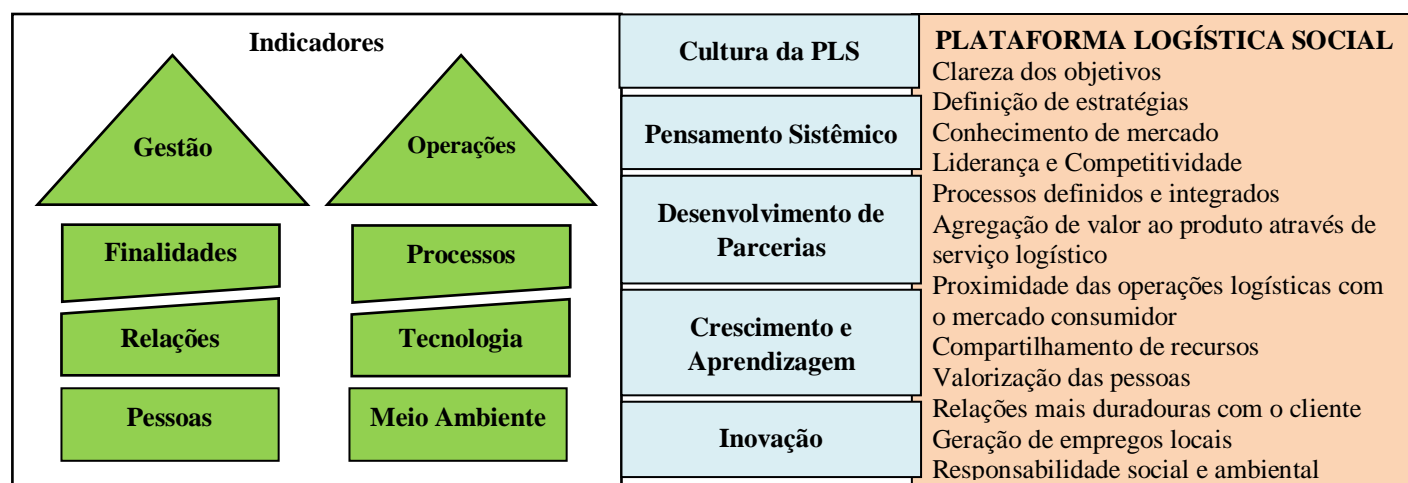 Indicadores
Gestão
Operações
Finalidades
Processos
Relações
Tecnologia
Pessoas
Meio Ambiente
Cultura da PLS
Pensamento Sistêmico
Desenvolvimento de
Parcerias
Crescimento e
Aprendizagem
Inovação
PLATAFORMA LOGÍSTICA SOCIAL
Clareza dos objetivos
Definição de estratégias
Conhecimento de mercado
Liderança e Competitividade
Processos definidos e integrados
Agregação de valor ao produto através de
serviço logístico
Proximidade das operações logísticas com
o mercado consumidor
Compartilhamento de recursos
Valorização das pessoas
Relações mais duradouras com o cliente
Geração de empregos locais
Responsabilidade social e ambiental